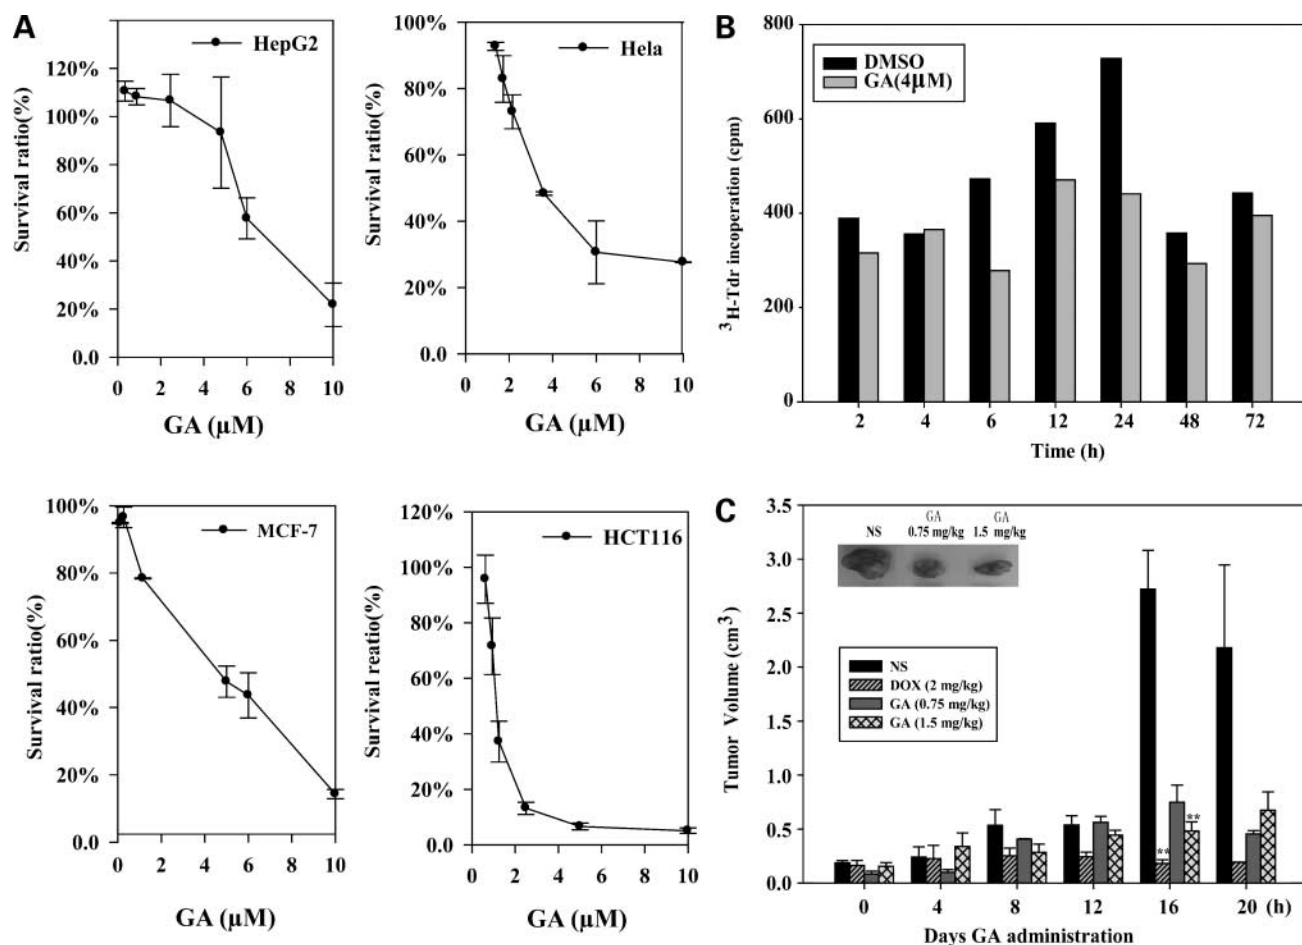 A
HepG2
120%
100%
80%
60%
40%
20%
0.0
Survival ratio(%)
0 2 4 6 8 10
GA (µM)
Hela
100%
80%
60%
40%
20%
0.0
Survival ratio(%)
0 2 4 6 8 10
GA (µM)
MCF-7
100%
80%
60%
40%
20%
0.0
Survival ratio(%)
0 2 4 6 8 10
GA (µM)
HCT116
120%
100%
80%
60%
40%
20%
0.0
Survival reatio(%)
0 2 4 6 8 10
GA (µM)
B
800
600
400
200
0
³H-Tdr incoperation (cpm)
DMSO
GA(4µM)
2 4 6 12 24 48 72
Time (h)
C
3.5
3.0
2.5
2.0
1.5
1.0
0.5
0.0
Tumor Volume (cm³)
NS GA 0.75 mg/kg GA 1.5 mg/kg
NS
DOX (2 mg/kg)
GA (0.75 mg/kg)
GA (1.5 mg/kg)
** **
0 4 8 12 16 20 (h)
Days GA administration